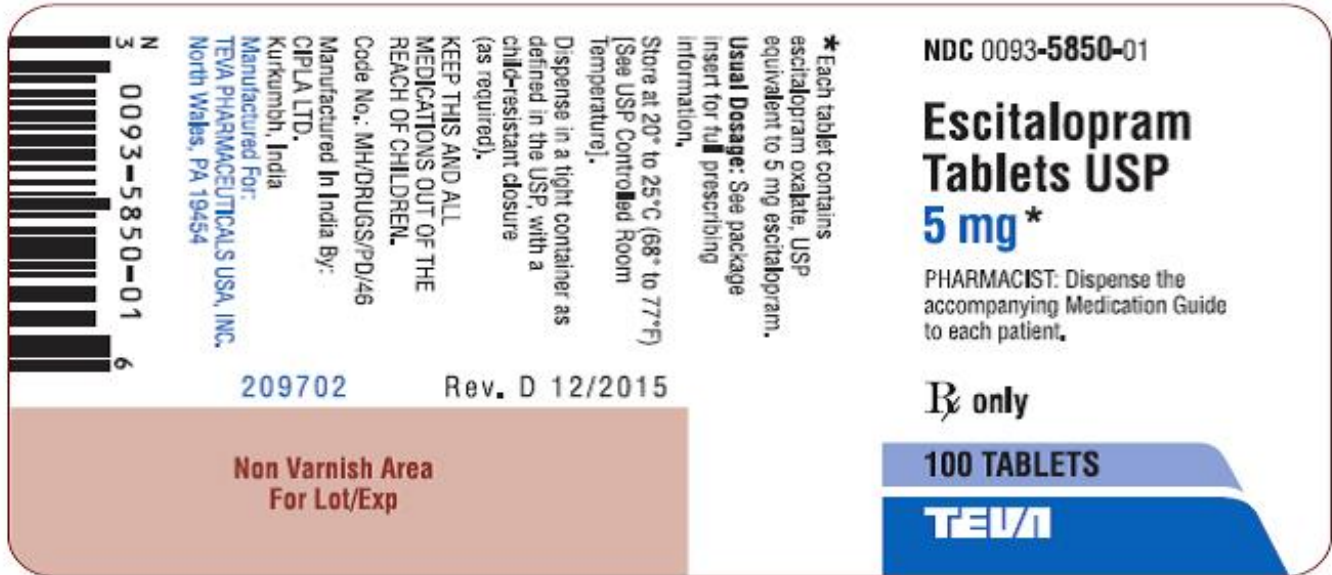 NDC 0093-5850-01
Escitalopram
Tablets USP
5 mg*
PHARMACIST: Dispense the
accompanying Medication Guide
to each patient.
Rx only
100 TABLETS
TEVA
*Each tablet contains
escitalopram oxalate, USP
equivalent to 5 mg escitalopram.
Usual Dosage: See package
insert for full prescribing
information.
Store at 20° to 25°C (68° to 77°F)
[See USP Controlled Room
Temperature].
Dispense in a tight container as
defined in the USP, with a
child-resistant closure
(as required).
KEEP THIS AND ALL
MEDICATIONS OUT OF THE
REACH OF CHILDREN.
Code No.: MH/DRUGS/PD/46
Manufactured In India By:
CIPLA LTD.
Kurkumbh, India
Manufactured For:
TEVA PHARMACEUTICALS USA, INC.
North Wales, PA 19454
N
3 0093-5850-01 6
209702 Rev. D 12/2015
Non Varnish Area
For Lot/Exp